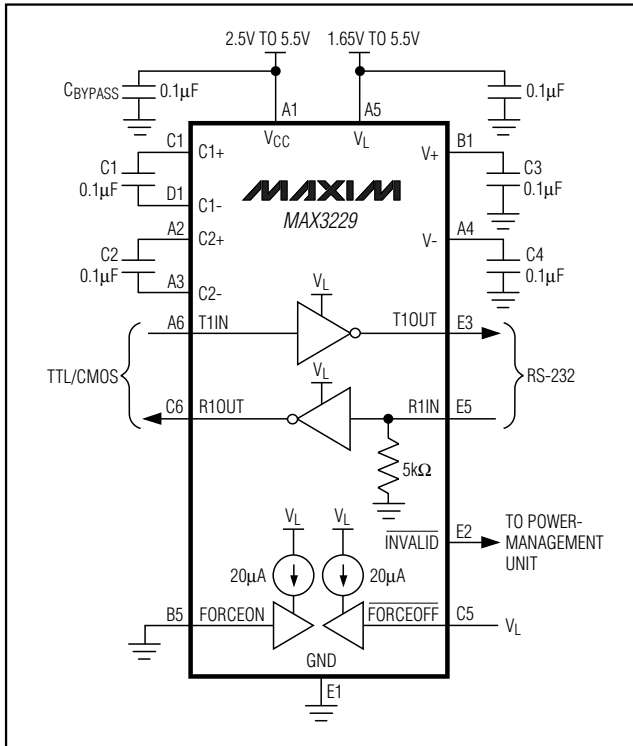 2.5V TO 5.5V 1.65V TO 5.5V
CBYPASS 0.1µF 0.1µF
A1 A5
VCC VL
C1 C1+ V+ B1
C1 0.1µF C3 0.1µF
D1 C1-
MAXIM
MAX3229
A2 C2+ V- A4
C2 0.1µF C4 0.1µF
A3 C2-
VL
A6 T1IN T1OUT E3
TTL/CMOS RS-232
VL
C6 R1OUT R1IN E5
5kΩ
INVALID E2 TO POWER-
MANAGEMENT
UNIT
VL VL
20µA 20µA
B5 FORCEON FORCEOFF C5 VL
GND
E1